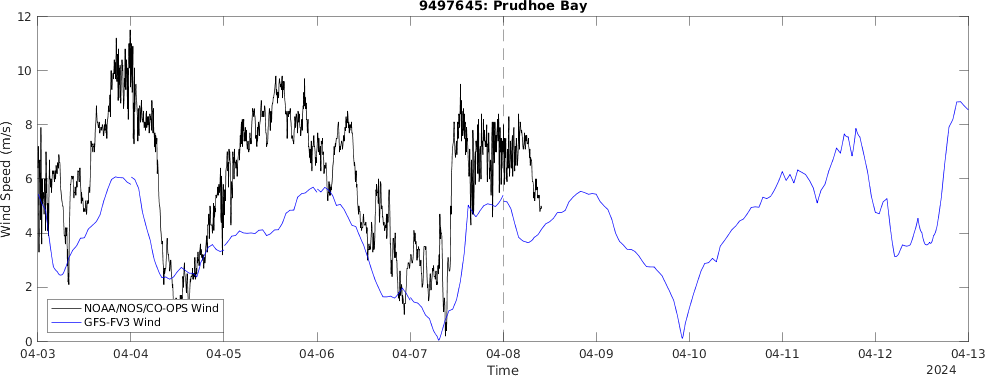 9497645: Prudhoe Bay
12
10
8
6
4
2
0
Wind Speed (m/s)
NOAA/NOS/CO-OPS Wind
GFS-FV3 Wind
04-03 04-04 04-05 04-06 04-07 04-08 04-09 04-10 04-11 04-12 04-13
Time
2024